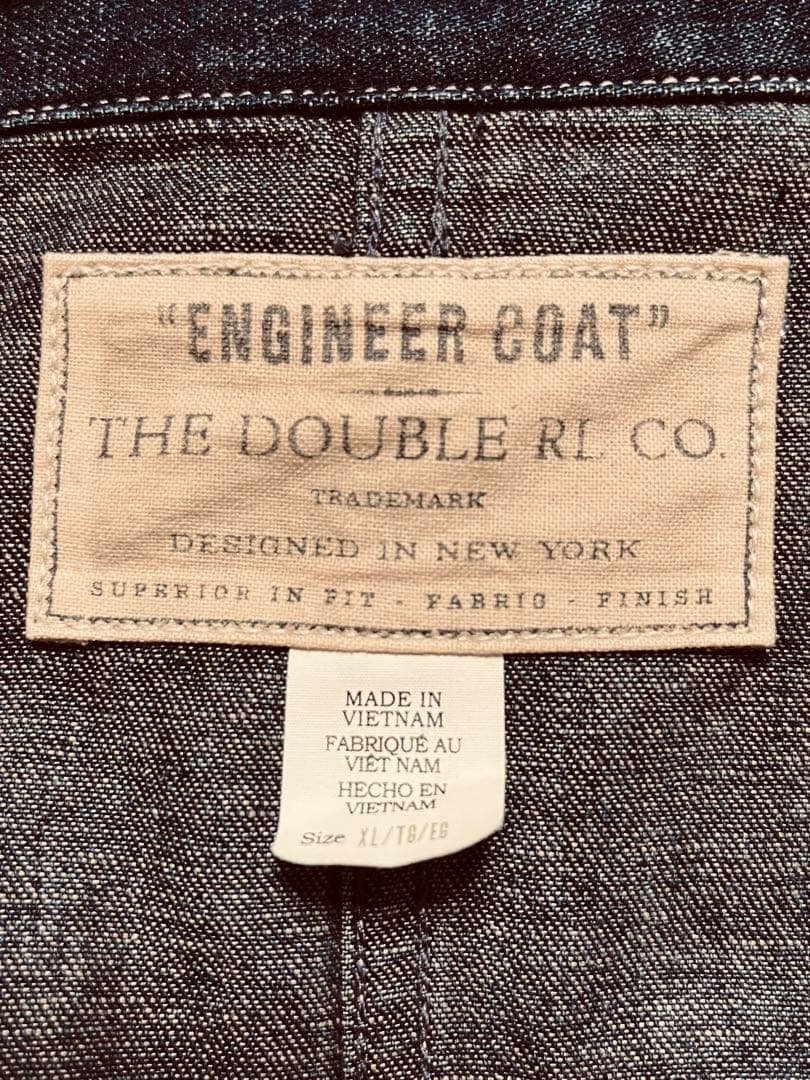 "ENGINEER COAT"
THE DOUBLE RL CO.
TRADEMARK
DESIGNED IN NEW YORK
SUPERIOR IN FIT - FABRIC - FINISH
MADE IN
VIETNAM
FABRIQUÉ AU
VIÊT NAM
HECHO EN
VIETNAM
Size XL/TG/EG